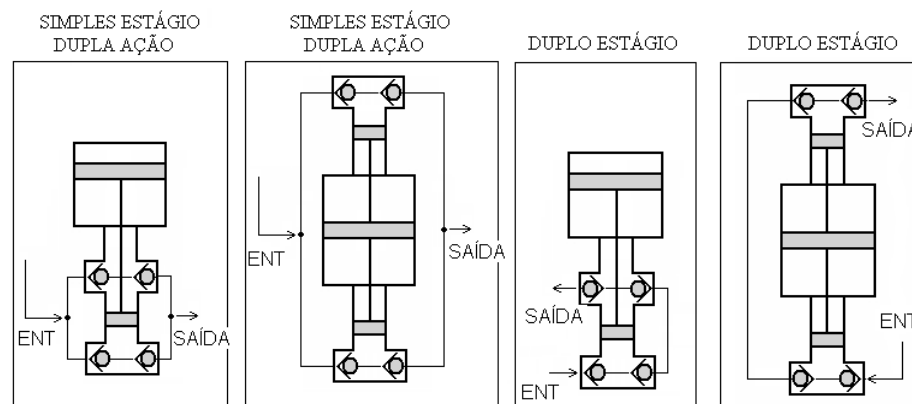 SIMPLES ESTÁGIO
DUPLA AÇÃO
SIMPLES ESTÁGIO
DUPLA AÇÃO
DUPLO ESTÁGIO
DUPLO ESTÁGIO
ENT
SAÍDA
ENT
SAÍDA
SAÍDA
ENT
SAÍDA
ENT